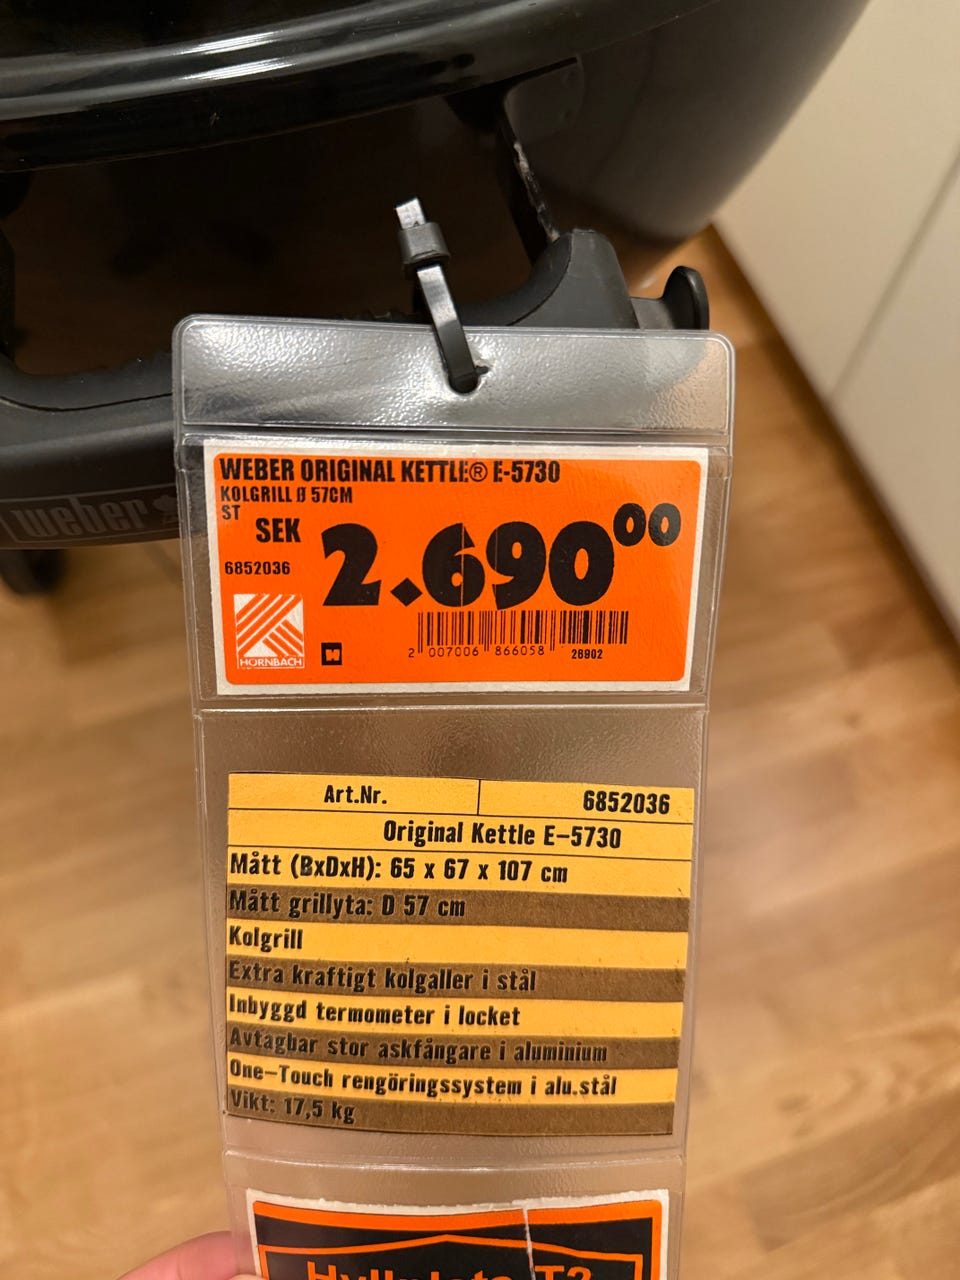 weber
WEBER ORIGINAL KETTLE® E-5730
KOLGRILL Ø 57CM
ST
SEK 2.690⁰⁰
6852036
HORNBACH
2 007006 866058 26902
Art.Nr. 6852036
Original Kettle E-5730
Mått (BxDxH): 65 x 67 x 107 cm
Mått grillyta: D 57 cm
Kolgrill
Extra kraftigt kolgaller i stål
Inbyggd termometer i locket
Avtagbar stor askfångare i aluminium
One-Touch rengöringssystem i alu.stål
Vikt: 17,5 kg